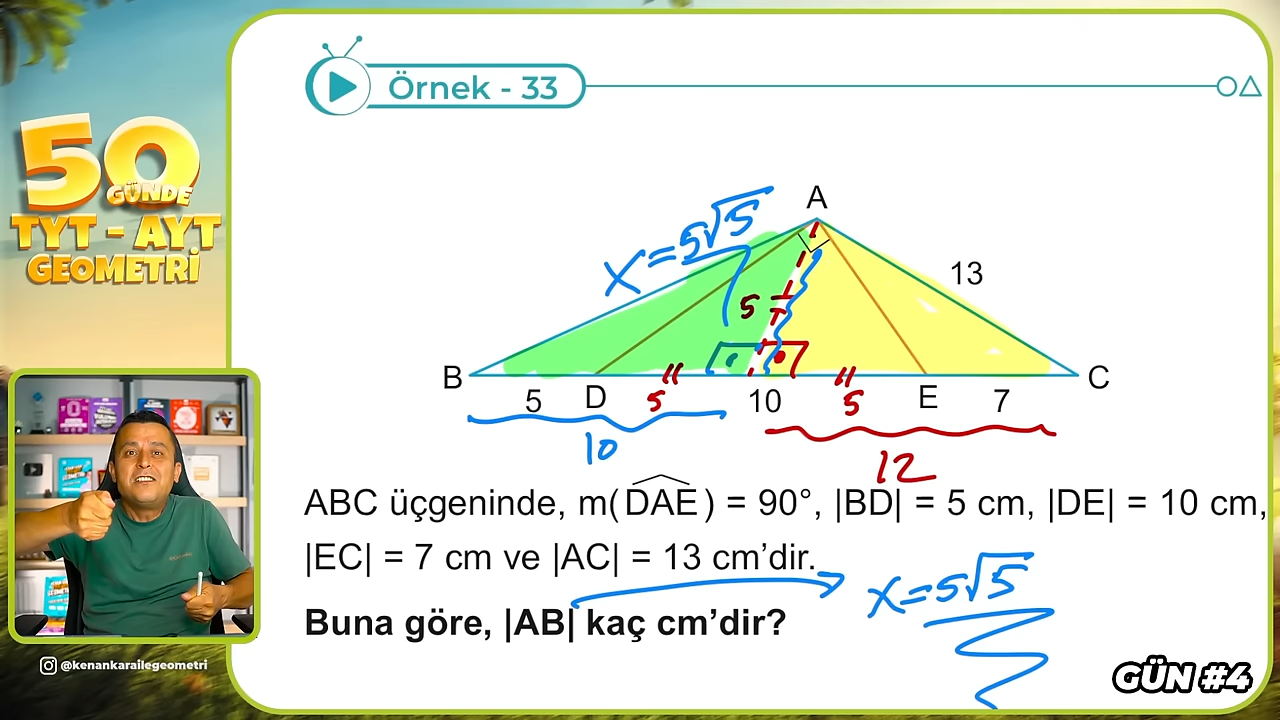 Örnek - 33
50
GÜNDE
TYT - AYT
GEOMETRİ
A
x = 5√5
13
5
B
5
D
5
10
5
E
7
C
10
12
ABC üçgeninde, m(DAE) = 90°, |BD| = 5 cm, |DE| = 10 cm,
|EC| = 7 cm ve |AC| = 13 cm'dir.
x = 5√5
Buna göre, |AB| kaç cm'dir?
@kenankarailegeometri
GÜN #4